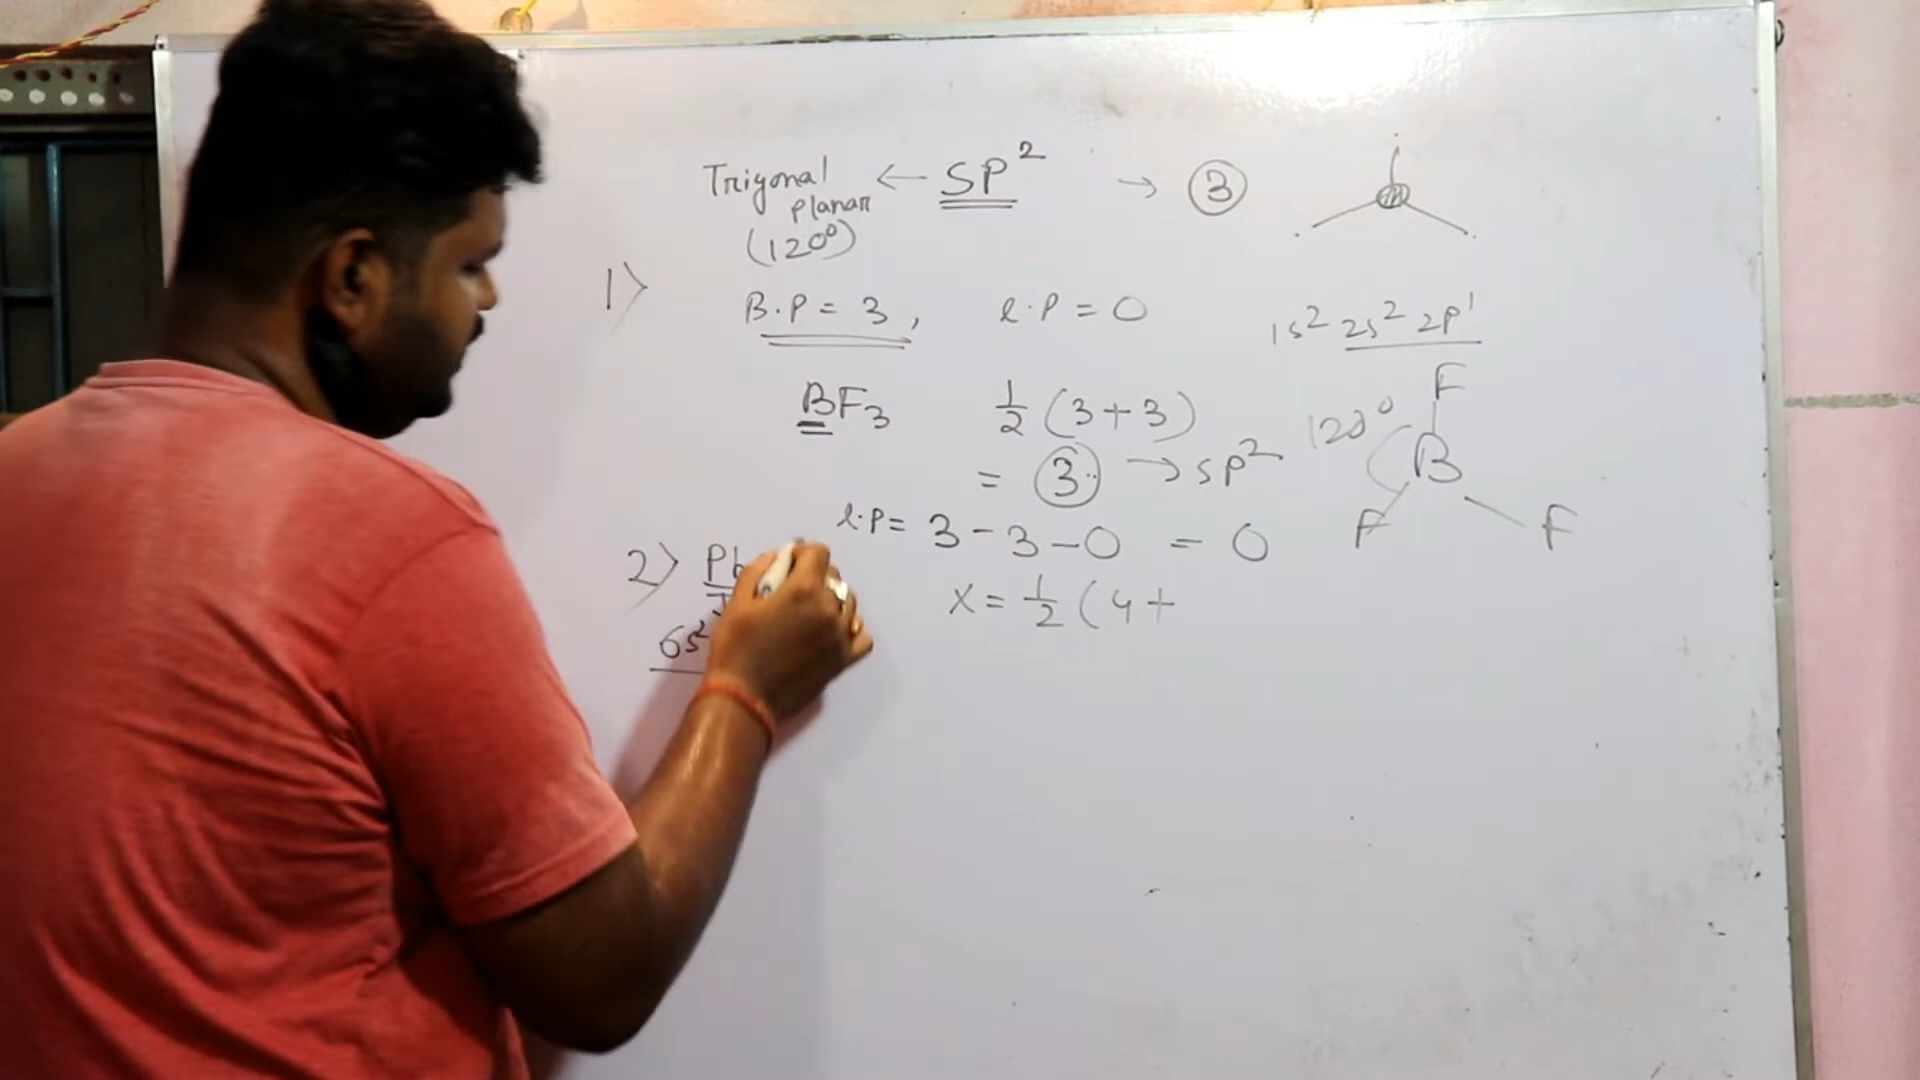 Trigonal ← SP² → 3
planar
(120°)
1) B.P = 3, l.P = 0
1s² 2s² 2p¹
BF₃ ½ (3+3)
= 3 → sp²
l.P = 3 - 3 - 0 = 0
F
120° B
F F
2) Pb
6s²
x = ½ (4 +